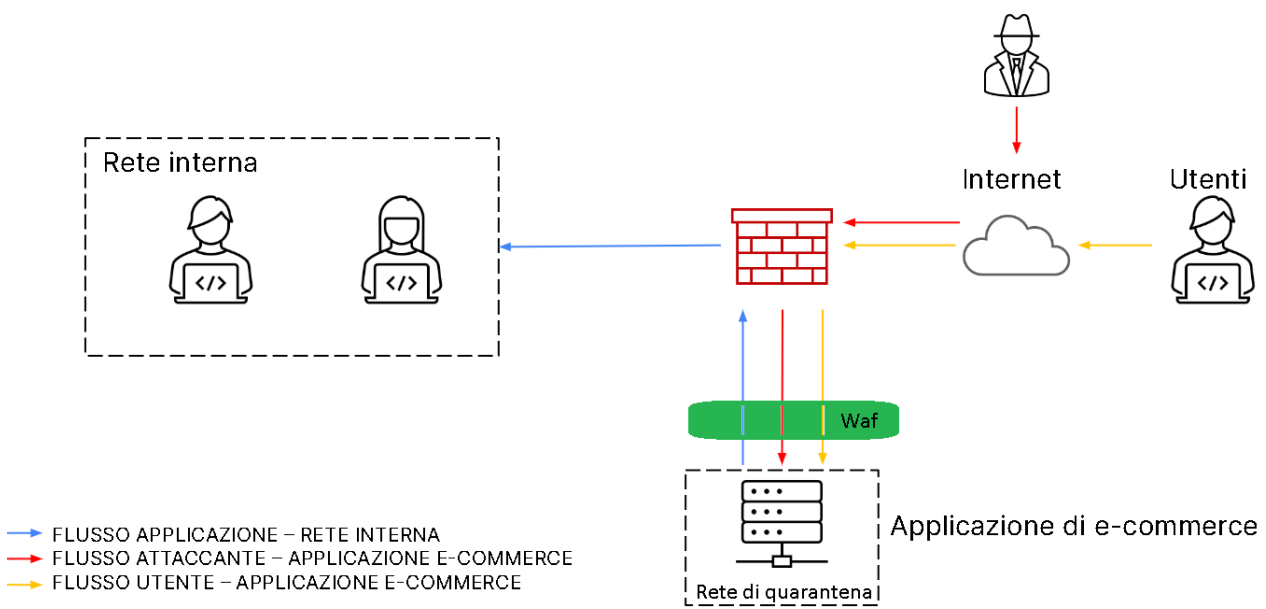 Rete interna
Internet
Utenti
</>
</>
</>
Waf
Applicazione di e-commerce
Rete di quarantena
FLUSSO APPLICAZIONE – RETE INTERNA
FLUSSO ATTACCANTE – APPLICAZIONE E-COMMERCE
FLUSSO UTENTE – APPLICAZIONE E-COMMERCE